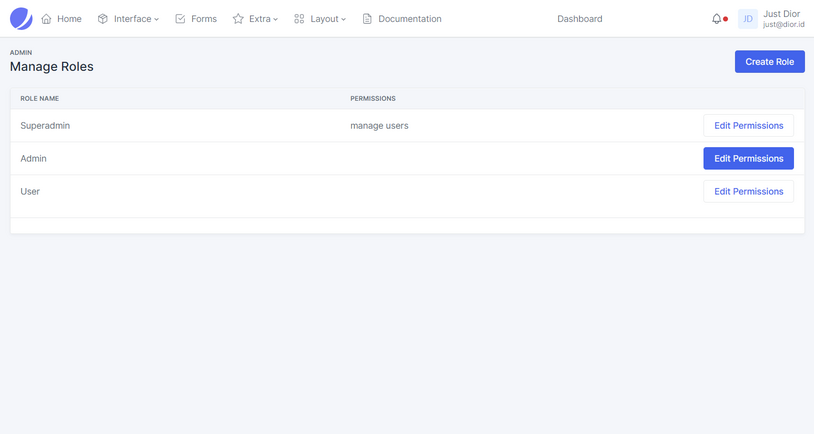 Home Interface Forms Extra Layout Documentation Dashboard JD Just Dior
just@dior.id
ADMIN
Manage Roles
Create Role
ROLE NAME PERMISSIONS
Superadmin manage users Edit Permissions
Admin Edit Permissions
User Edit Permissions